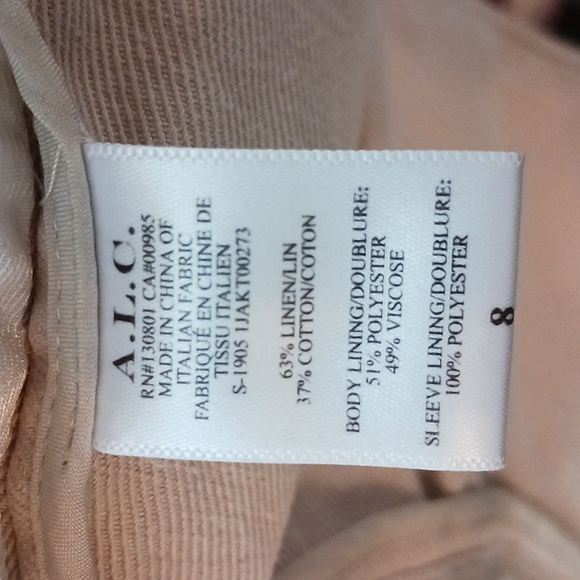 A.L.C.
RN#130801 CA#00985
MADE IN CHINA OF
ITALIAN FABRIC
FABRIQUÉ EN CHINE DE
TISSU ITALIEN
S-1905 11AKT00273
63% LINEN/LIN
37% COTTON/COTON
BODY LINING/DOUBLURE:
51% POLYESTER
49% VISCOSE
SLEEVE LINING/DOUBLURE:
100% POLYESTER
8